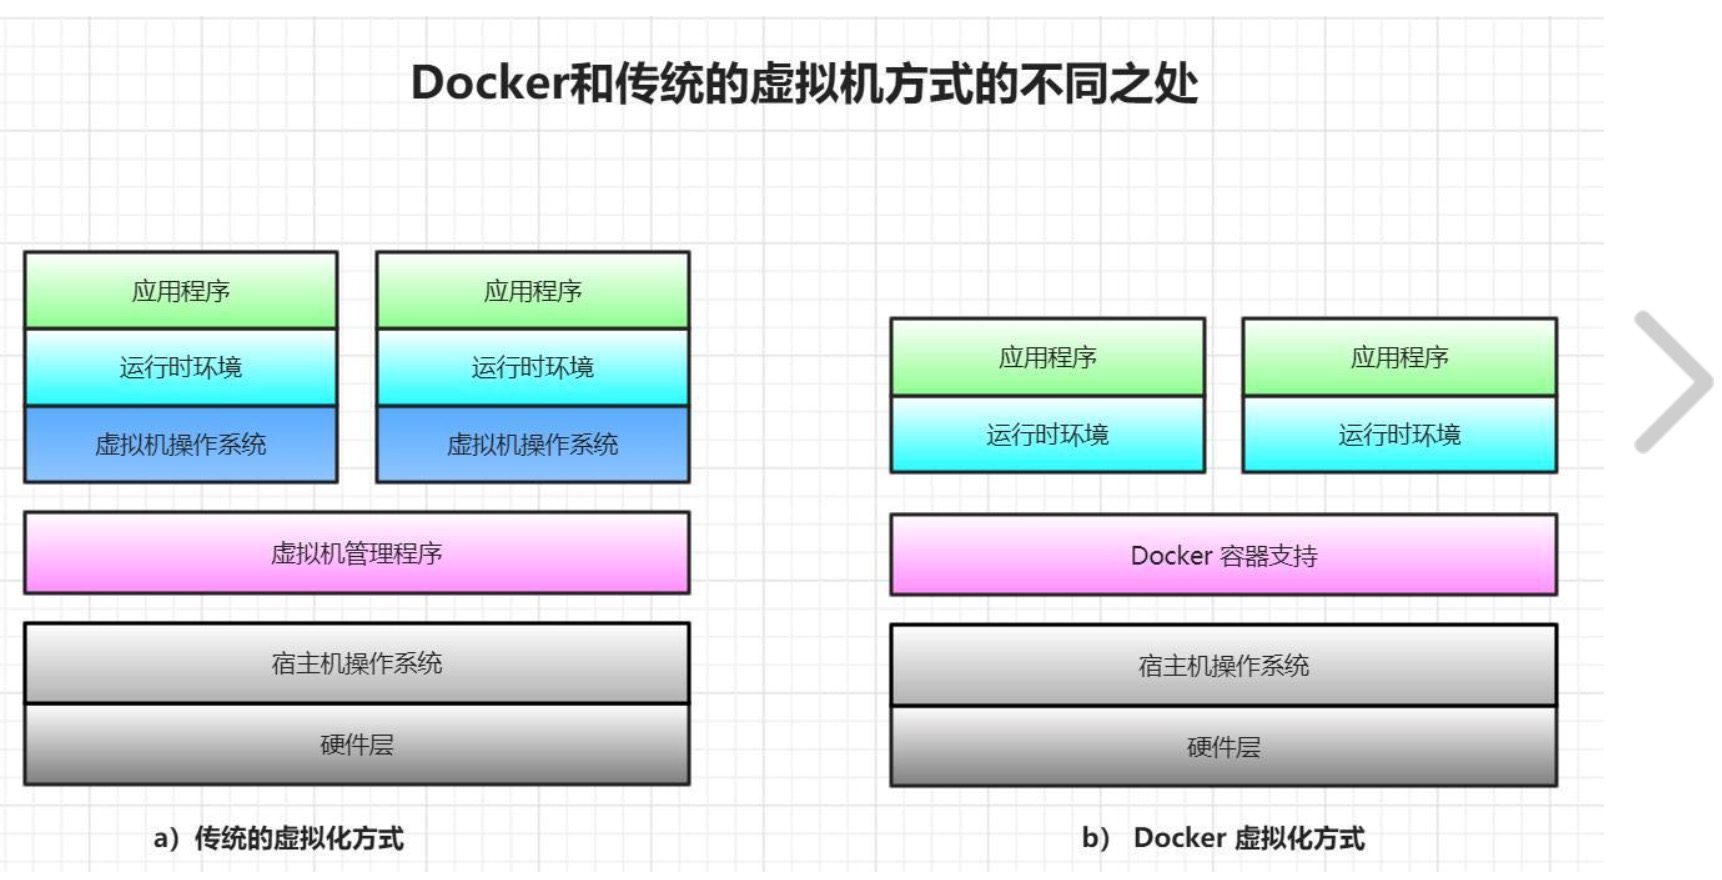 Docker和传统的虚拟机方式的不同之处
应用程序
运行时环境
虚拟机操作系统
应用程序
运行时环境
虚拟机操作系统
虚拟机管理程序
宿主机操作系统
硬件层
a）传统的虚拟化方式
应用程序
运行时环境
应用程序
运行时环境
Docker 容器支持
宿主机操作系统
硬件层
b） Docker 虚拟化方式